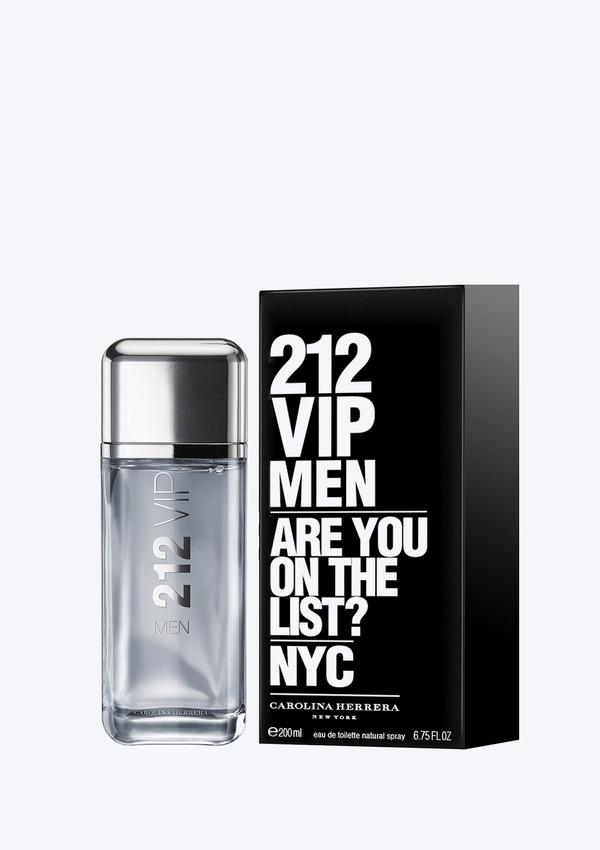 212 VIP
MEN
CAROLINA HERRERA
212
VIP
MEN
ARE YOU
ON THE
LIST?
NYC
CAROLINA HERRERA
NEW YORK
℮200ml eau de toilette natural spray 6.75 FL.OZ